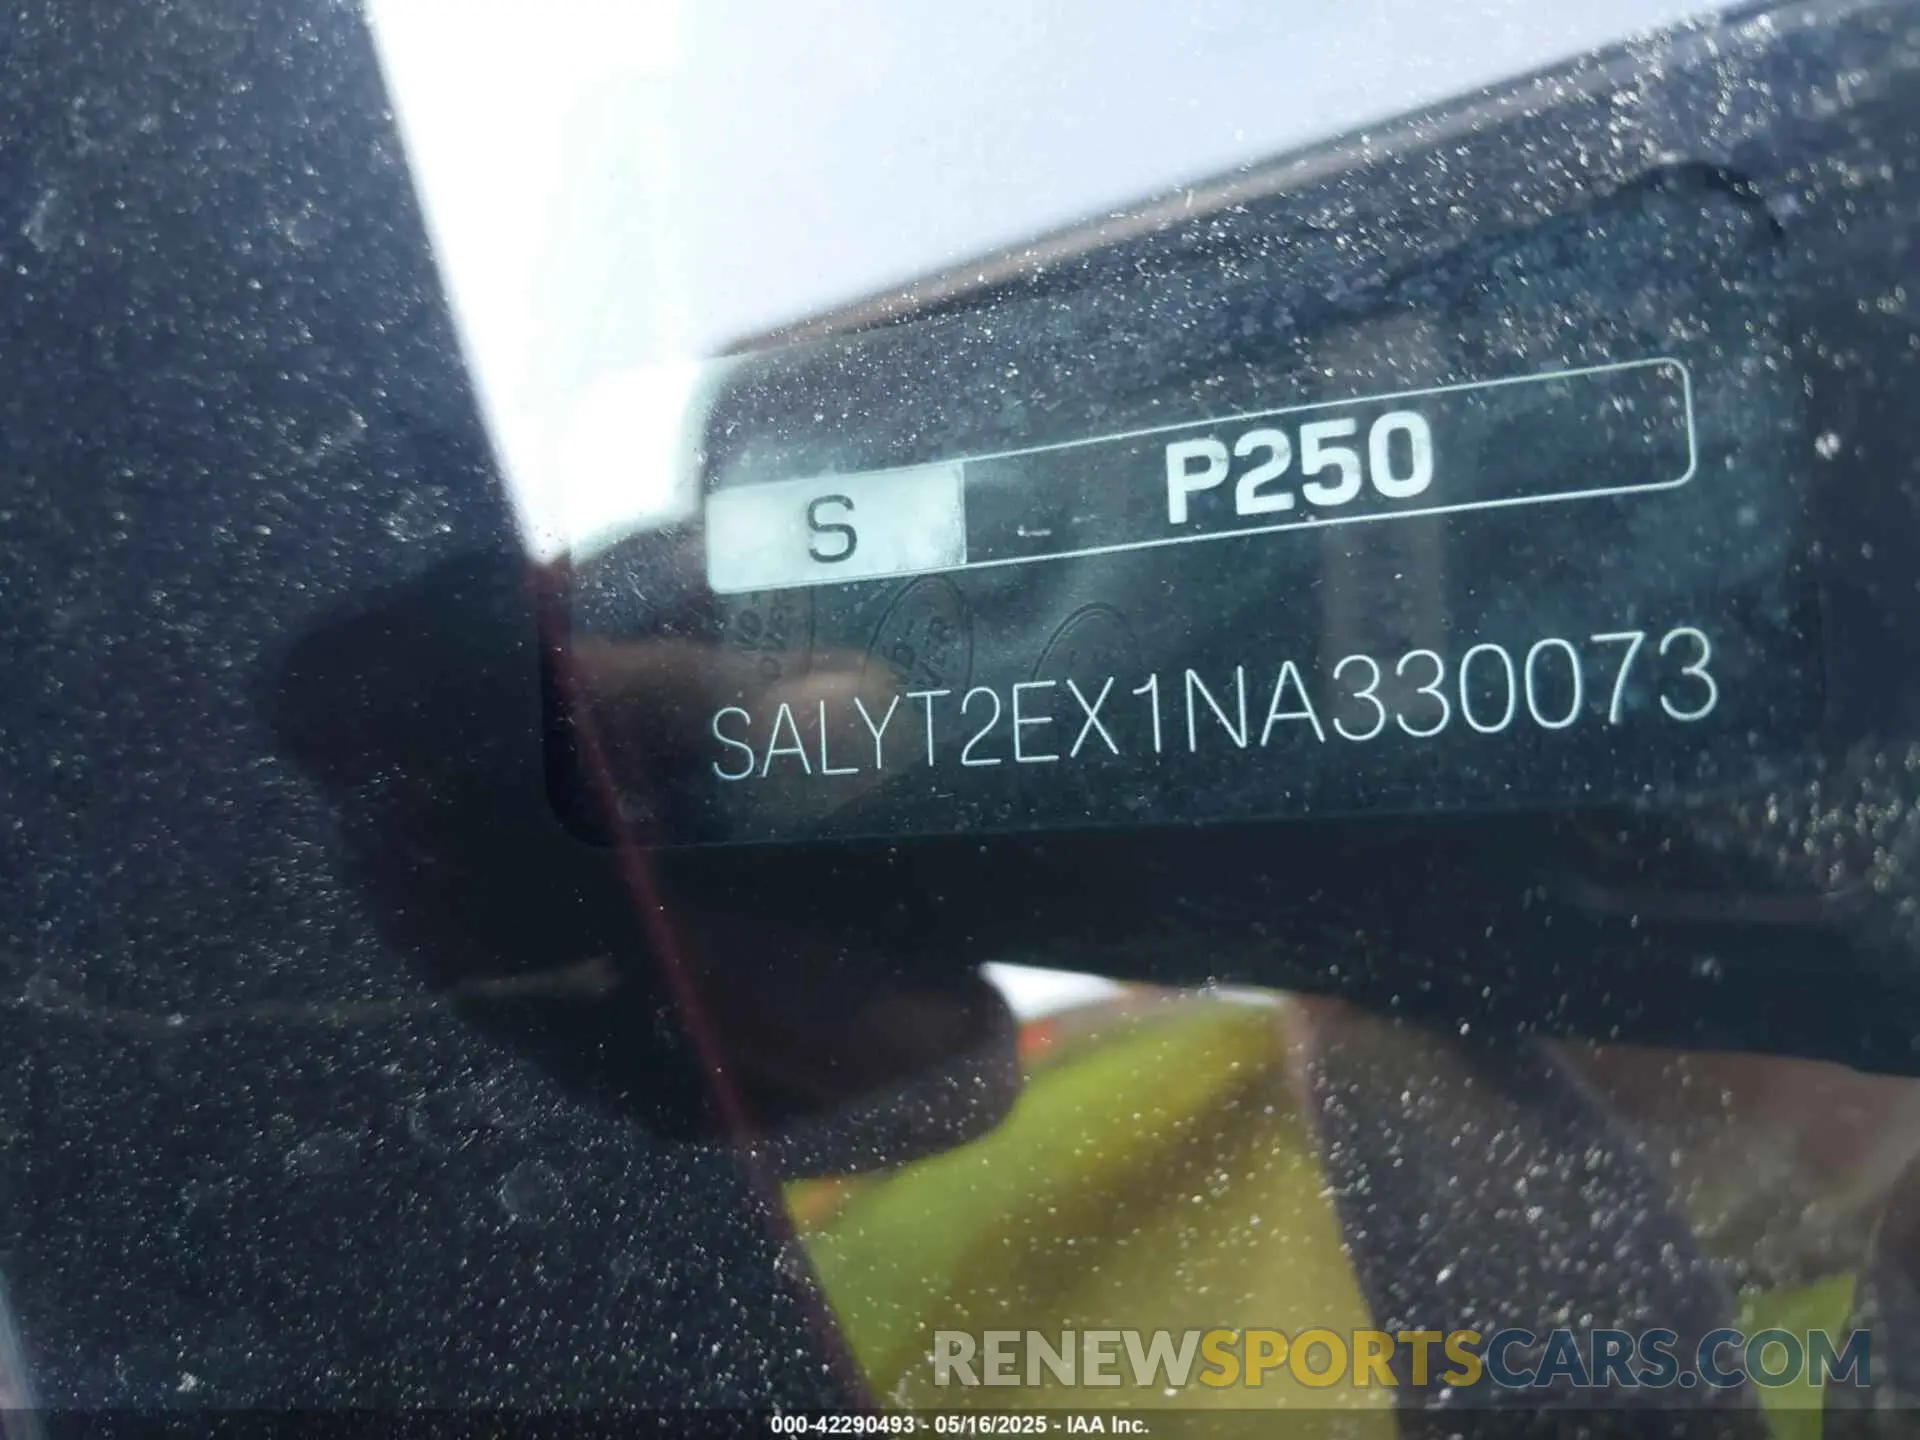 S P250
SALYT2EX1NA330073
RENEWSPORTSCARS.COM
000-42290493 - 05/16/2025 - IAA Inc.